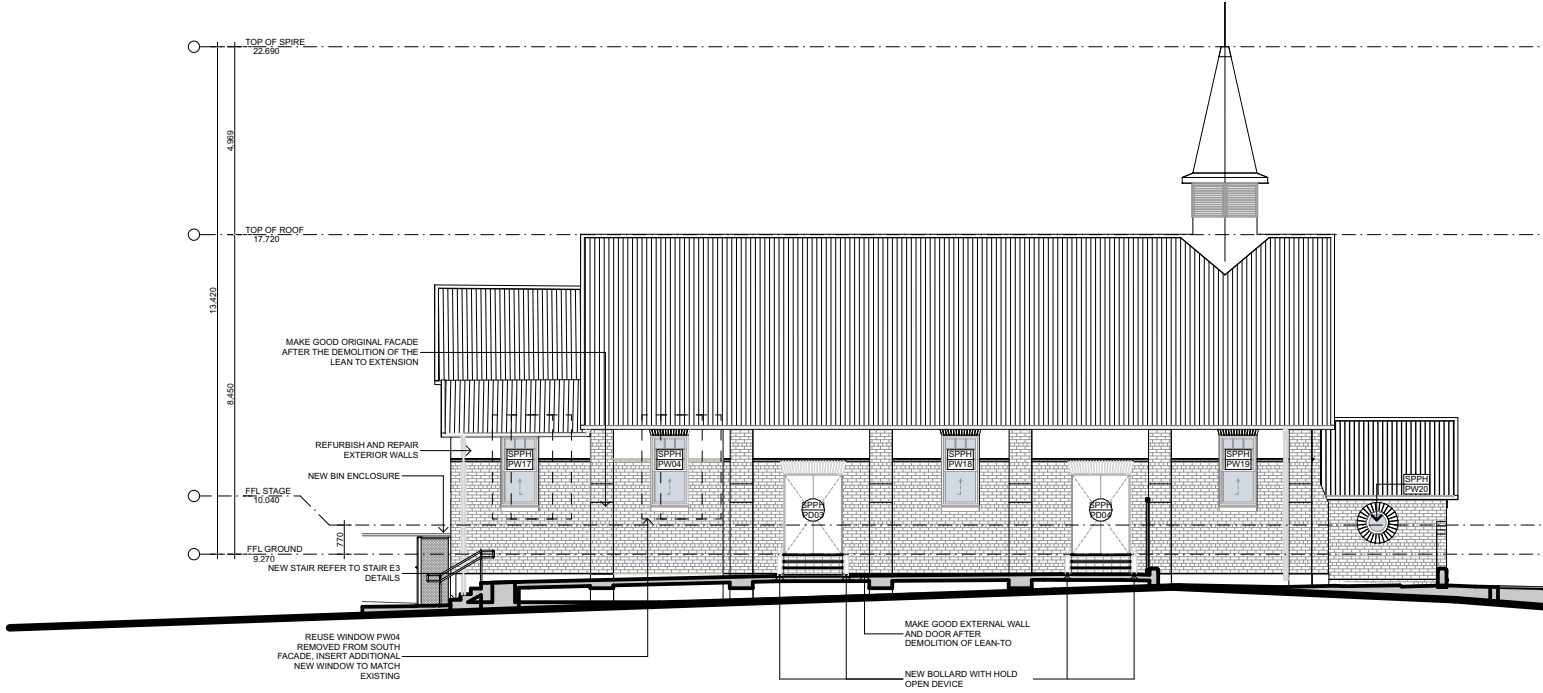 TOP OF SPIRE
22.690
4,969
TOP OF ROOF
17.720
13,420
8,450
MAKE GOOD ORIGINAL FACADE
AFTER THE DEMOLITION OF THE
LEAN TO EXTENSION
REFURBISH AND REPAIR
EXTERIOR WALLS
NEW BIN ENCLOSURE
SPPH
PW17
SPPH
PW04
SPPH
PW18
SPPH
PW19
SPPH
PW20
SPPH
PD03
SPPH
PD04
FFL STAGE
10.040
770
FFL GROUND
9.270
NEW STAIR REFER TO STAIR E3
DETAILS
REUSE WINDOW PW04
REMOVED FROM SOUTH
FACADE, INSERT ADDITIONAL
NEW WINDOW TO MATCH
EXISTING
MAKE GOOD EXTERNAL WALL
AND DOOR AFTER
DEMOLITION OF LEAN-TO
NEW BOLLARD WITH HOLD
OPEN DEVICE